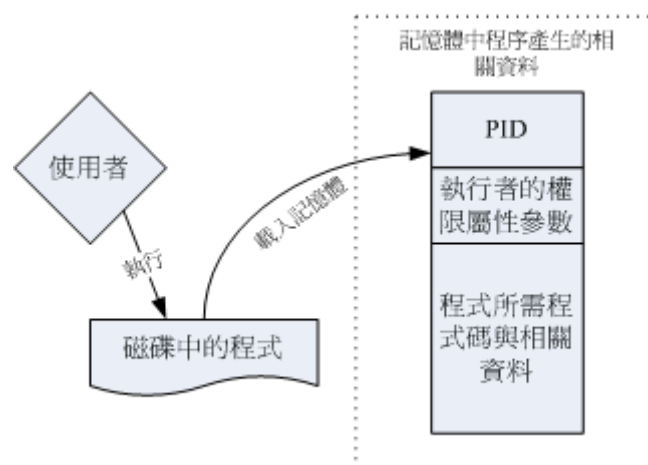 記憶體中程序產生的相
關資料
PID
使用者
執行者的權
限屬性參數
載入記憶體
執行
程式所需程
式碼與相關
資料
磁碟中的程式